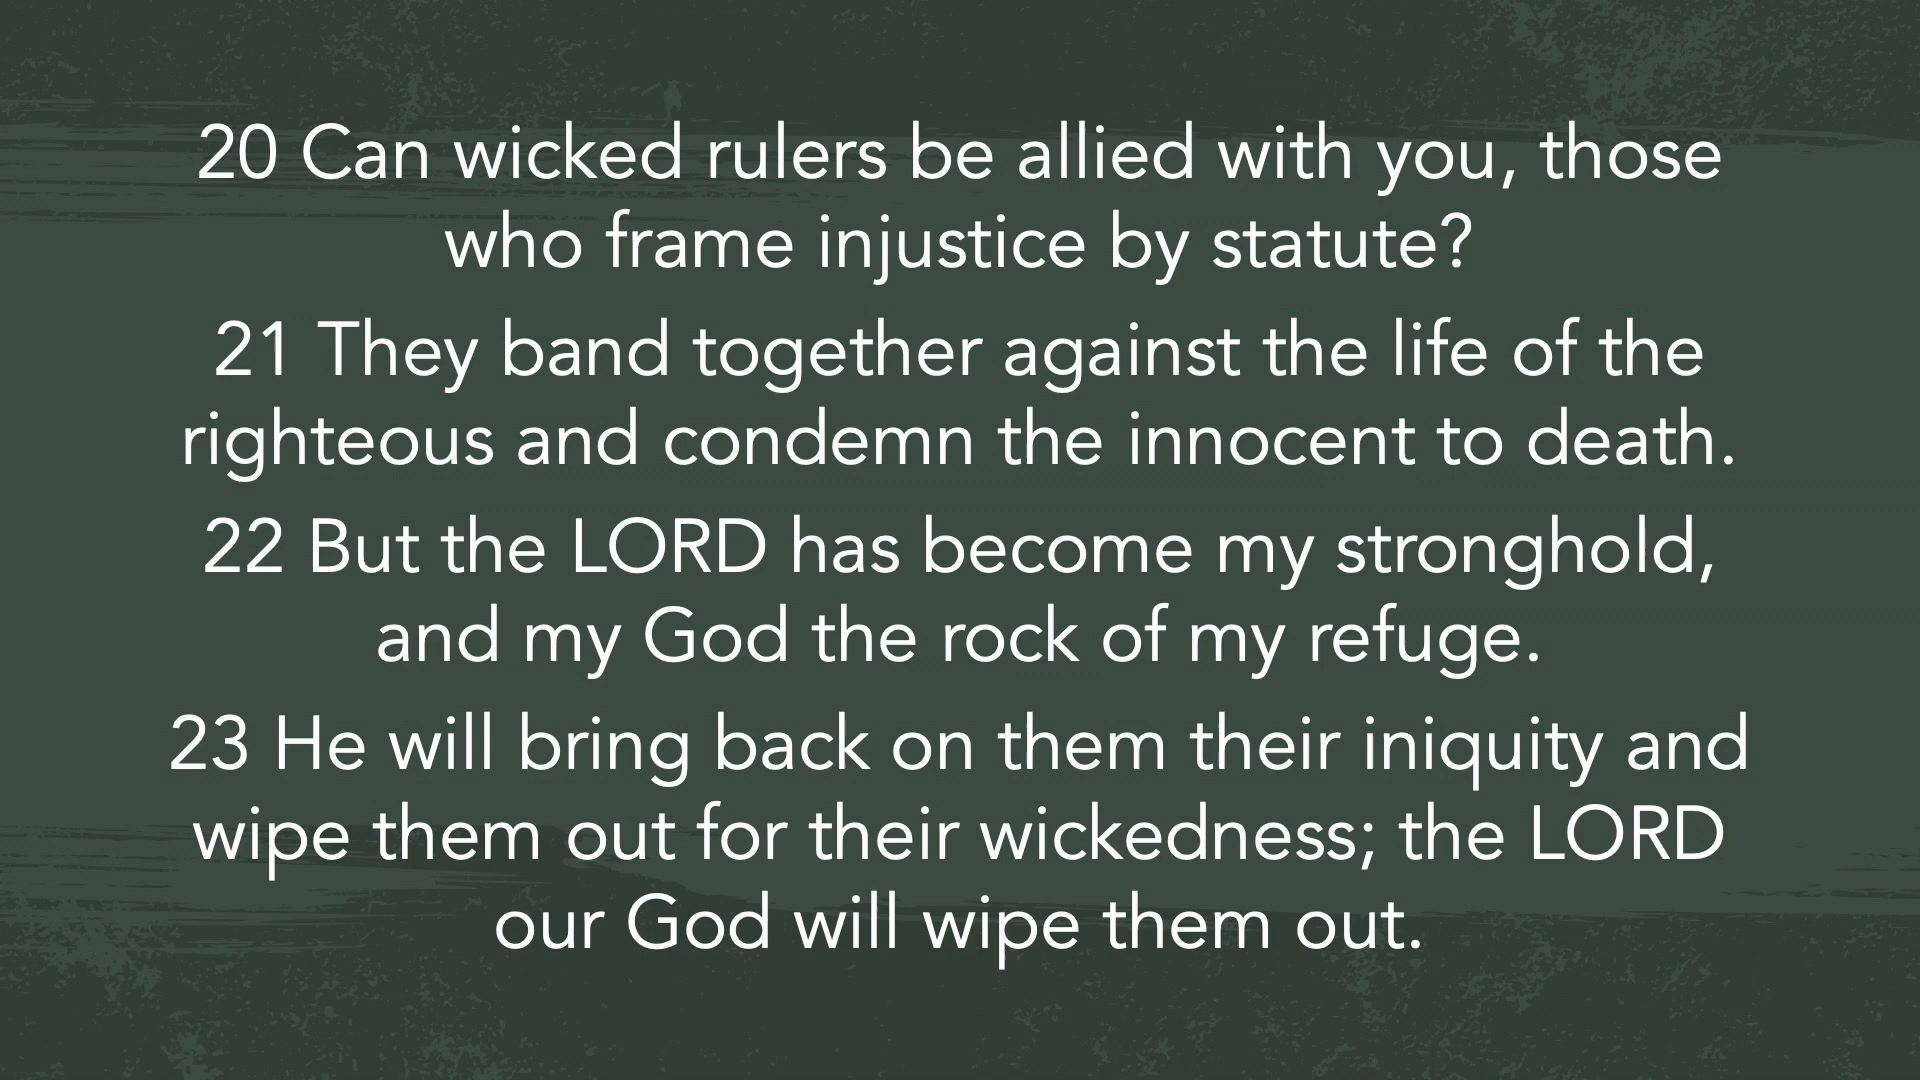 20 Can wicked rulers be allied with you, those
who frame injustice by statute?
21 They band together against the life of the
righteous and condemn the innocent to death.
22 But the LORD has become my stronghold,
and my God the rock of my refuge.
23 He will bring back on them their iniquity and
wipe them out for their wickedness; the LORD
our God will wipe them out.